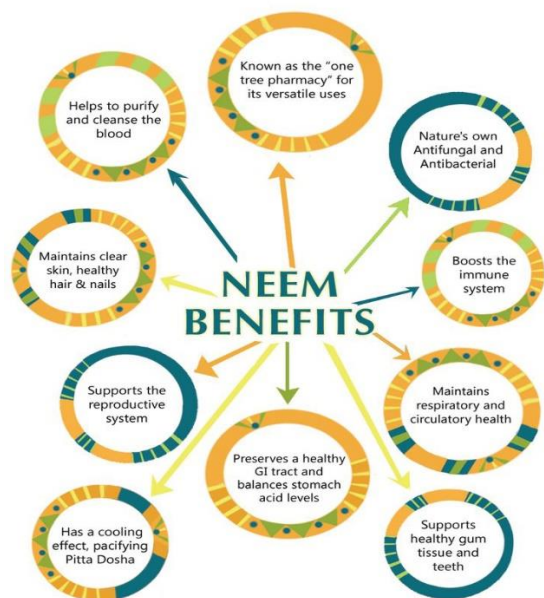 Known as the "one
tree pharmacy" for
its versatile uses
Helps to purify
and cleanse the
blood
Nature's own
Antifungal and
Antibacterial
Maintains clear
skin, healthy
hair & nails
Boosts the
immune
system
NEEM
BENEFITS
Supports the
reproductive
system
Maintains
respiratory and
circulatory health
Preserves a healthy
GI tract and
balances stomach
acid levels
Has a cooling
effect, pacifying
Pitta Dosha
Supports
healthy gum
tissue and
teeth